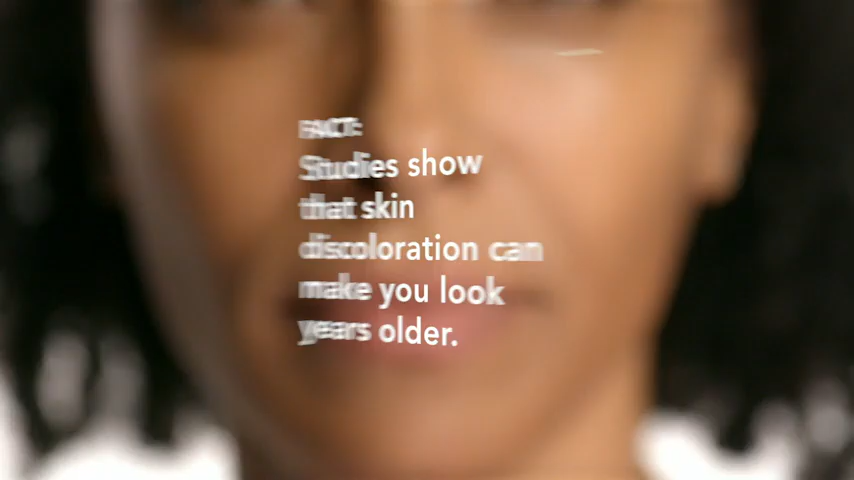 FACT:
Studies show
that skin
discoloration can
make you look
years older.